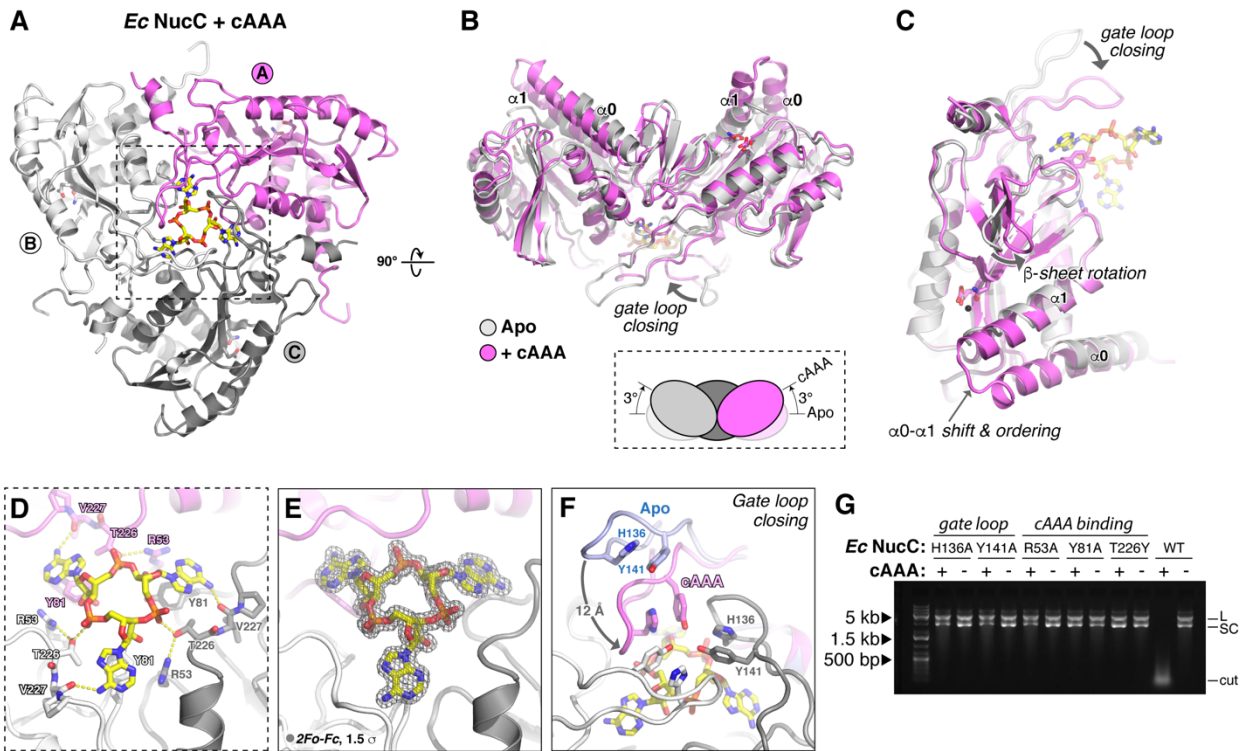 A
Ec NucC + cAAA
A
B
C
90°
B
α1
α0
α1
α0
gate loop
closing
Apo
+ cAAA
3°
cAAA
3°
Apo
C
gate loop
closing
β-sheet rotation
α1
α0
α0-α1 shift & ordering
D
V227
T226
R53
Y81
Y81
R53
V227
T226
T226
Y81
R53
V227
E
2Fo-Fc, 1.5 σ
F
Gate loop
closing
Apo
H136
Y141
cAAA
12 Å
H136
Y141
G
gate loop
cAAA binding
Ec NucC: H136A Y141A R53A Y81A T226Y WT
cAAA: + - + - + - + - + - + -
5 kb
1.5 kb
500 bp
L
SC
cut